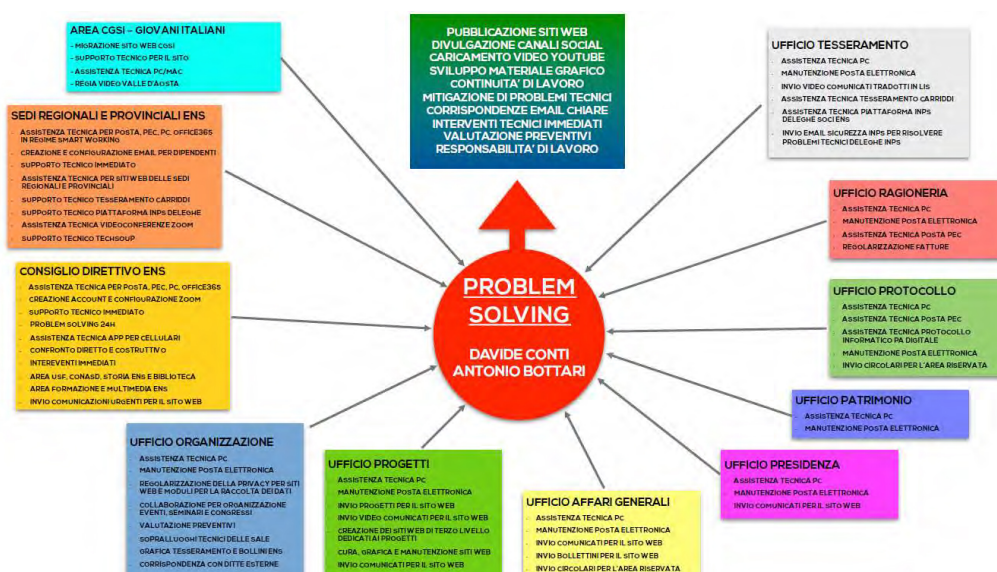 AREA CGSI – GIOVANI ITALIANI
- MIGRAZIONE SITO WEB CGSI
- SUPPORTO TECNICO PER IL SITO
- ASSISTENZA TECNICA PC/MAC
- REGIA VIDEO VALLE D'AOSTA
SEDI REGIONALI E PROVINCIALI ENS
- ASSISTENZA TECNICA PER POSTA, PEC, PC, OFFICE365
IN REGIME SMART WORKING
- CREAZIONE E CONFIGURAZIONE EMAIL PER DIPENDENTI
- SUPPORTO TECNICO IMMEDIATO
- ASSISTENZA TECNICA PER SITI WEB DELLE SEDI
REGIONALI E PROVINCIALI
- SUPPORTO TECNICO TESSERAMENTO CARRIDDI
- SUPPORTO TECNICO PIATTAFORMA INPS DELEGHE
- ASSISTENZA TECNICA VIDEOCONFERENZE ZOOM
- SUPPORTO TECNICO TECHSOUP
CONSIGLIO DIRETTIVO ENS
- ASSISTENZA TECNICA PER POSTA, PEC, PC, OFFICE365
- CREAZIONE ACCOUNT E CONFIGURAZIONE ZOOM
- SUPPORTO TECNICO IMMEDIATO
- PROBLEM SOLVING 24H
- ASSISTENZA TECNICA APP PER CELLULARI
- CONFRONTO DIRETTO E COSTRUTTIVO
- INTEREVENTI IMMEDIATI
- AREA USF, CONASD, STORIA ENS E BIBLIOTECA
- AREA FORMAZIONE E MULTIMEDIA ENS
- INVIO COMUNICAZIONI URGENTI PER IL SITO WEB
UFFICIO ORGANIZZAZIONE
- ASSISTENZA TECNICA PC
- MANUTENZIONE POSTA ELETTRONICA
- REGOLARIZZAZIONE DELLA PRIVACY PER SITI
WEB E MODULI PER LA RACCOLTA DEI DATI
- COLLABORAZIONE PER ORGANIZZAZIONE
EVENTI, SEMINARI E CONGRESSI
- VALUTAZIONE PREVENTIVI
- SOPRALLUOGHI TECNICI DELLE SALE
- GRAFICA TESSERAMENTO E BOLLINI ENS
- CORRISPONDENZA CON DITTE ESTERNE
PUBBLICAZIONE SITI WEB
DIVULGAZIONE CANALI SOCIAL
CARICAMENTO VIDEO YOUTUBE
SVILUPPO MATERIALE GRAFICO
CONTINUITA' DI LAVORO
MITIGAZIONE DI PROBLEMI TECNICI
CORRISPONDENZE EMAIL CHIARE
INTERVENTI TECNICI IMMEDIATI
VALUTAZIONE PREVENTIVI
RESPONSABILITA' DI LAVORO
PROBLEM
SOLVING
DAVIDE CONTI
ANTONIO BOTTARI
UFFICIO PROGETTI
- ASSISTENZA TECNICA PC
- MANUTENZIONE POSTA ELETTRONICA
- INVIO PROGETTI PER IL SITO WEB
- INVIO VIDEO COMUNICATI PER IL SITO WEB
- CREAZIONE DEI SITI WEB DI TERZO LIVELLO
DEDICATI AI PROGETTI
- CURA, GRAFICA E MANUTENZIONE SITI WEB
- INVIO COMUNICATI PER IL SITO WEB
UFFICIO AFFARI GENERALI
- ASSISTENZA TECNICA PC
- MANUTENZIONE POSTA ELETTRONICA
- INVIO COMUNICATI PER IL SITO WEB
- INVIO BOLLETTINI PER IL SITO WEB
- INVIO CIRCOLARI PER L'AREA RISERVATA
UFFICIO TESSERAMENTO
- ASSISTENZA TECNICA PC
- MANUTENZIONE POSTA ELETTRONICA
- INVIO VIDEO COMUNICATI TRADOTTI IN LIS
- ASSISTENZA TECNICA TESSERAMENTO CARRIDDI
- ASSISTENZA TECNICA PIATTAFORMA INPS
DELEGHE SOCI ENS
- INVIO EMAIL SICUREZZA INPS PER RISOLVERE
PROBLEMI TECNICI DELEGHE INPS
UFFICIO RAGIONERIA
- ASSISTENZA TECNICA PC
- MANUTENZIONE POSTA ELETTRONICA
- ASSISTENZA TECNICA POSTA PEC
- REGOLARIZZAZIONE FATTURE
UFFICIO PROTOCOLLO
- ASSISTENZA TECNICA PC
- ASSISTENZA TECNICA POSTA PEC
- ASSISTENZA TECNICA PROTOCOLLO
INFORMATICO PA DIGITALE
- MANUTENZIONE POSTA ELETTRONICA
- INVIO CIRCOLARI PER L'AREA RISERVATA
UFFICIO PATRIMONIO
- ASSISTENZA TECNICA PC
- MANUTENZIONE POSTA ELETTRONICA
UFFICIO PRESIDENZA
- ASSISTENZA TECNICA PC
- MANUTENZIONE POSTA ELETTRONICA
- INVIO COMUNICATI PER IL SITO WEB